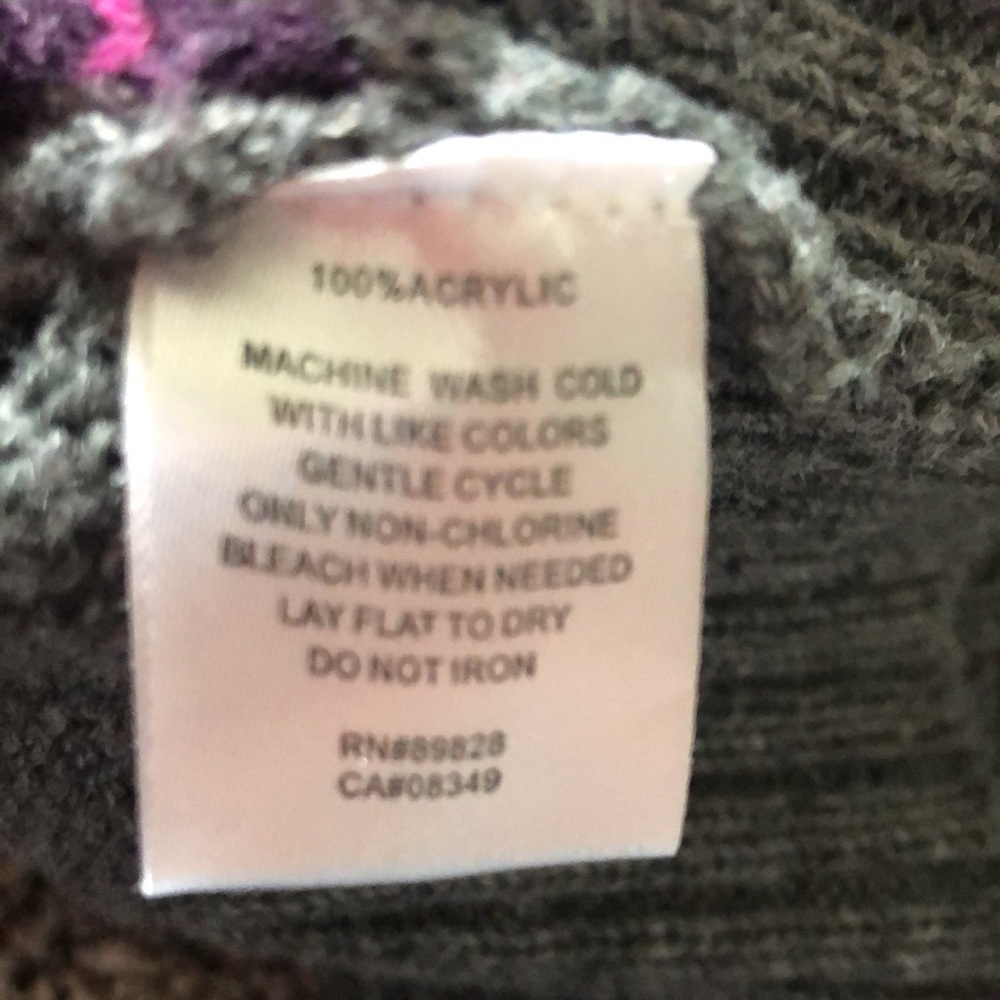 100%ACRYLIC
MACHINE WASH COLD
WITH LIKE COLORS
GENTLE CYCLE
ONLY NON-CHLORINE
BLEACH WHEN NEEDED
LAY FLAT TO DRY
DO NOT IRON
RN#89828
CA#08349